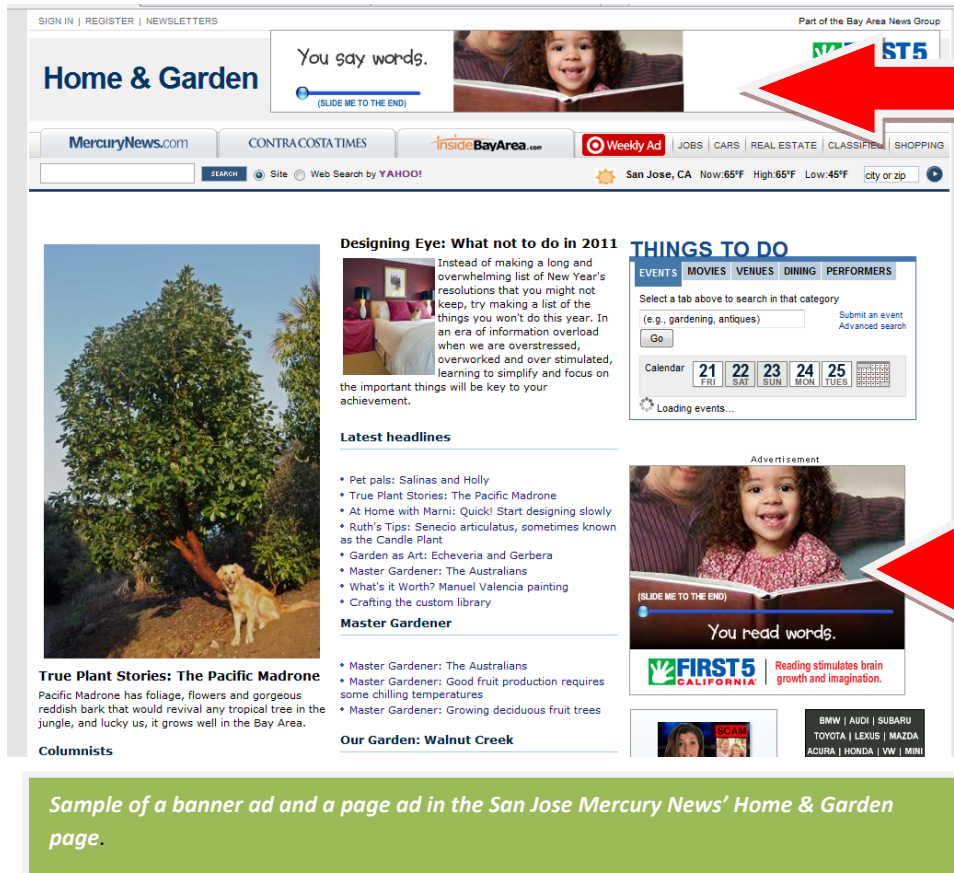 SIGN IN | REGISTER | NEWSLETTERS
Part of the Bay Area News Group
Home & Garden
You say words.
(SLIDE ME TO THE END)
ST5
MercuryNews.com
CONTRA COSTA TIMES
InsideBayArea.com
Weekly Ad
JOBS | CARS | REAL ESTATE | CLASSIFIED | SHOPPING
SEARCH
Site
Web Search by YAHOO!
San Jose, CA Now:65°F High:65°F Low:45°F
city or zip
True Plant Stories: The Pacific Madrone
Pacific Madrone has foliage, flowers and gorgeous
reddish bark that would revival any tropical tree in the
jungle, and lucky us, it grows well in the Bay Area.
Columnists
Designing Eye: What not to do in 2011
Instead of making a long and
overwhelming list of New Year's
resolutions that you might not
keep, try making a list of the
things you won't do this year. In
an era of information overload
when we are overstressed,
overworked and over stimulated,
learning to simplify and focus on
the important things will be key to your
achievement.
Latest headlines
• Pet pals: Salinas and Holly
• True Plant Stories: The Pacific Madrone
• At Home with Marni: Quick! Start designing slowly
• Ruth's Tips: Senecio articulatus, sometimes known
as the Candle Plant
• Garden as Art: Echeveria and Gerbera
• Master Gardener: The Australians
• What's it Worth? Manuel Valencia painting
• Crafting the custom library
Master Gardener
• Master Gardener: The Australians
• Master Gardener: Good fruit production requires
some chilling temperatures
• Master Gardener: Growing deciduous fruit trees
Our Garden: Walnut Creek
THINGS TO DO
EVENTS MOVIES VENUES DINING PERFORMERS
Select a tab above to search in that category
(e.g., gardening, antiques)
Submit an event
Advanced search
Go
Calendar
21 22 23 24 25
FRI SAT SUN MON TUES
Loading events...
Advertisement
(SLIDE ME TO THE END)
You read words.
FIRST 5
CALIFORNIA
Reading stimulates brain
growth and imagination.
SCAM
BMW | AUDI | SUBARU
TOYOTA | LEXUS | MAZDA
ACURA | HONDA | VW | MINI
Sample of a banner ad and a page ad in the San Jose Mercury News' Home & Garden
page.